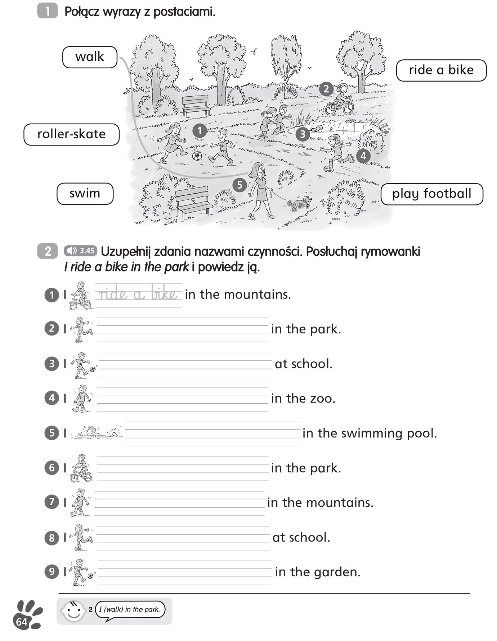 1 Połącz wyrazy z postaciami.
walk
ride a bike
roller-skate
swim
play football
1
2
3
4
5
2 3.45 Uzupełnij zdania nazwami czynności. Posłuchaj rymowanki
I ride a bike in the park i powiedz ją.
1 I ride a bike in the mountains.
2 I in the park.
3 I at school.
4 I in the zoo.
5 I in the swimming pool.
6 I in the park.
7 I in the mountains.
8 I at school.
9 I in the garden.
2 I (walk) in the park.
64